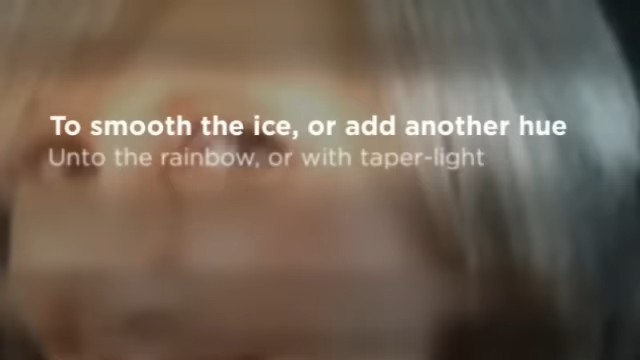 To smooth the ice, or add another hue
Unto the rainbow, or with taper-light